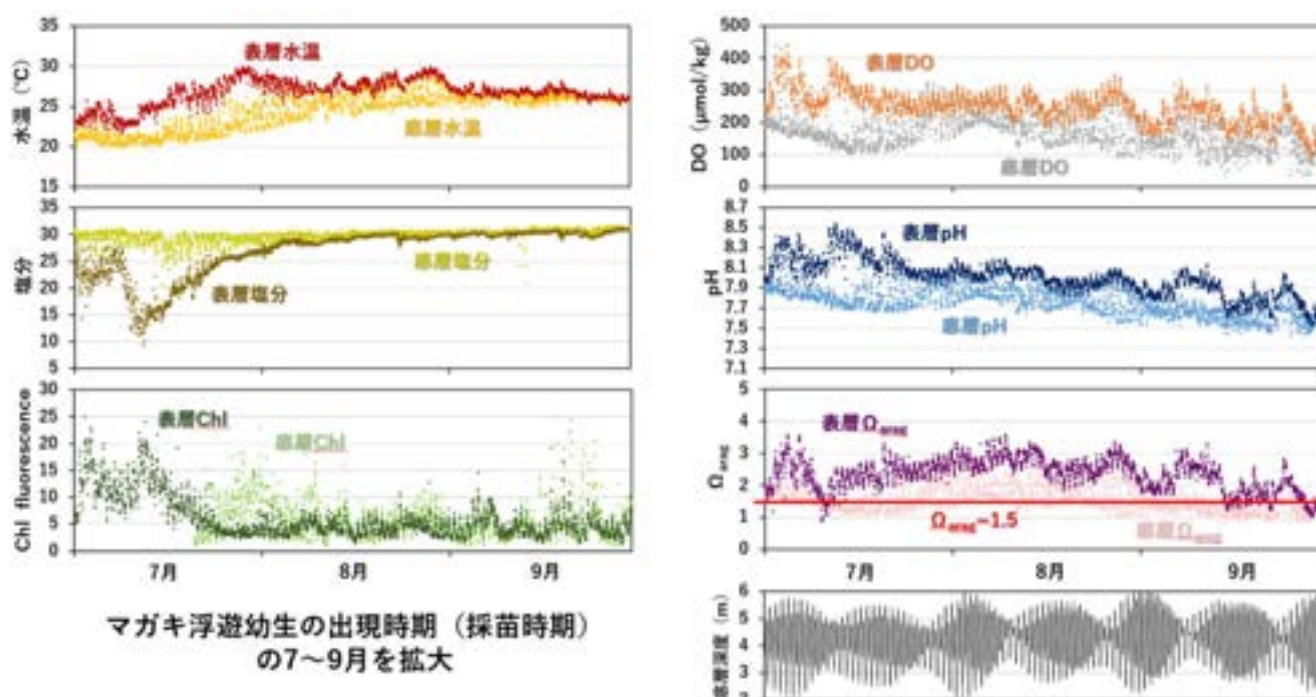 35
30
25
20
15
水温（℃）
表層水温
底層水温
35
30
25
20
15
10
5
塩分
底層塩分
表層塩分
30
25
20
15
10
5
0
Chl fluorescence
表層Chl
底層Chl
7月
8月
9月
マガキ浮遊幼生の出現時期（採苗時期）
の7～9月を拡大
500
400
300
200
100
0
DO（μmol/kg）
表層DO
底層DO
8.7
8.5
8.3
8.1
7.9
7.7
7.5
7.3
7.1
pH
表層pH
底層pH
5
4
3
2
1
0
Ωarag
表層Ωarag
Ωarag=1.5
底層Ωarag
7月
8月
9月
6
5
4
3
2
底層深度（m）